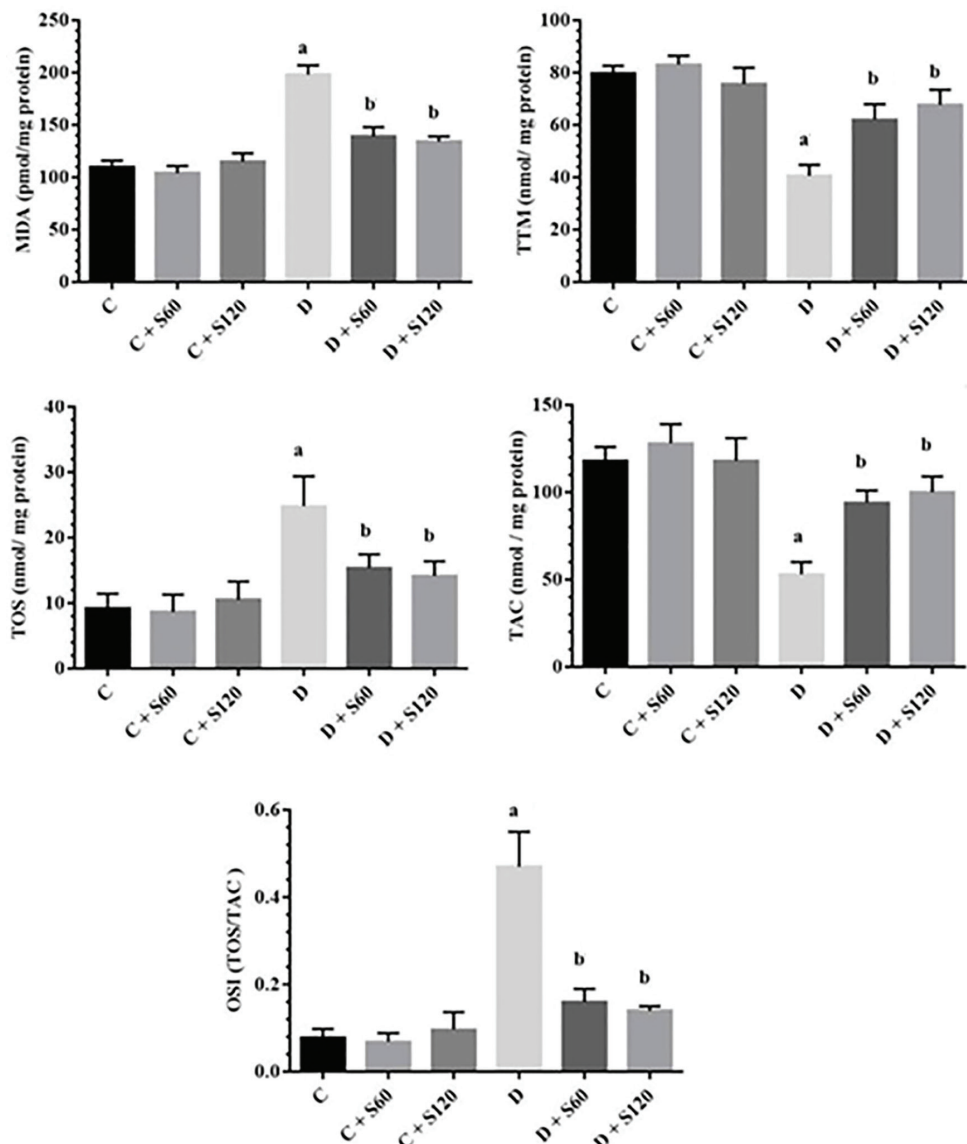 MDA (pmol/mg protein)
250
200
150
100
50
0
a
b
b
C
C + S60
C + S120
D
D + S60
D + S120
TTM (nmol/ mg protein)
100
80
60
40
20
0
a
b
b
C
C + S60
C + S120
D
D + S60
D + S120
TOS (nmol/ mg protein)
40
30
20
10
0
a
b
b
C
C + S60
C + S120
D
D + S60
D + S120
TAC (nmol / mg protein)
150
100
50
0
a
b
b
C
C + S60
C + S120
D
D + S60
D + S120
OSI (TOS/TAC )
0.6
0.4
0.2
0.0
a
b
b
C
C + S60
C + S120
D
D + S60
D + S120